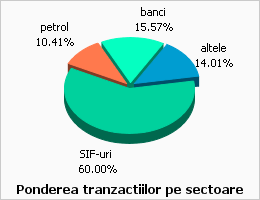 banci
15.57%
petrol
10.41%
altele
14.01%
SIF-uri
60.00%
Ponderea tranzactiilor pe sectoare